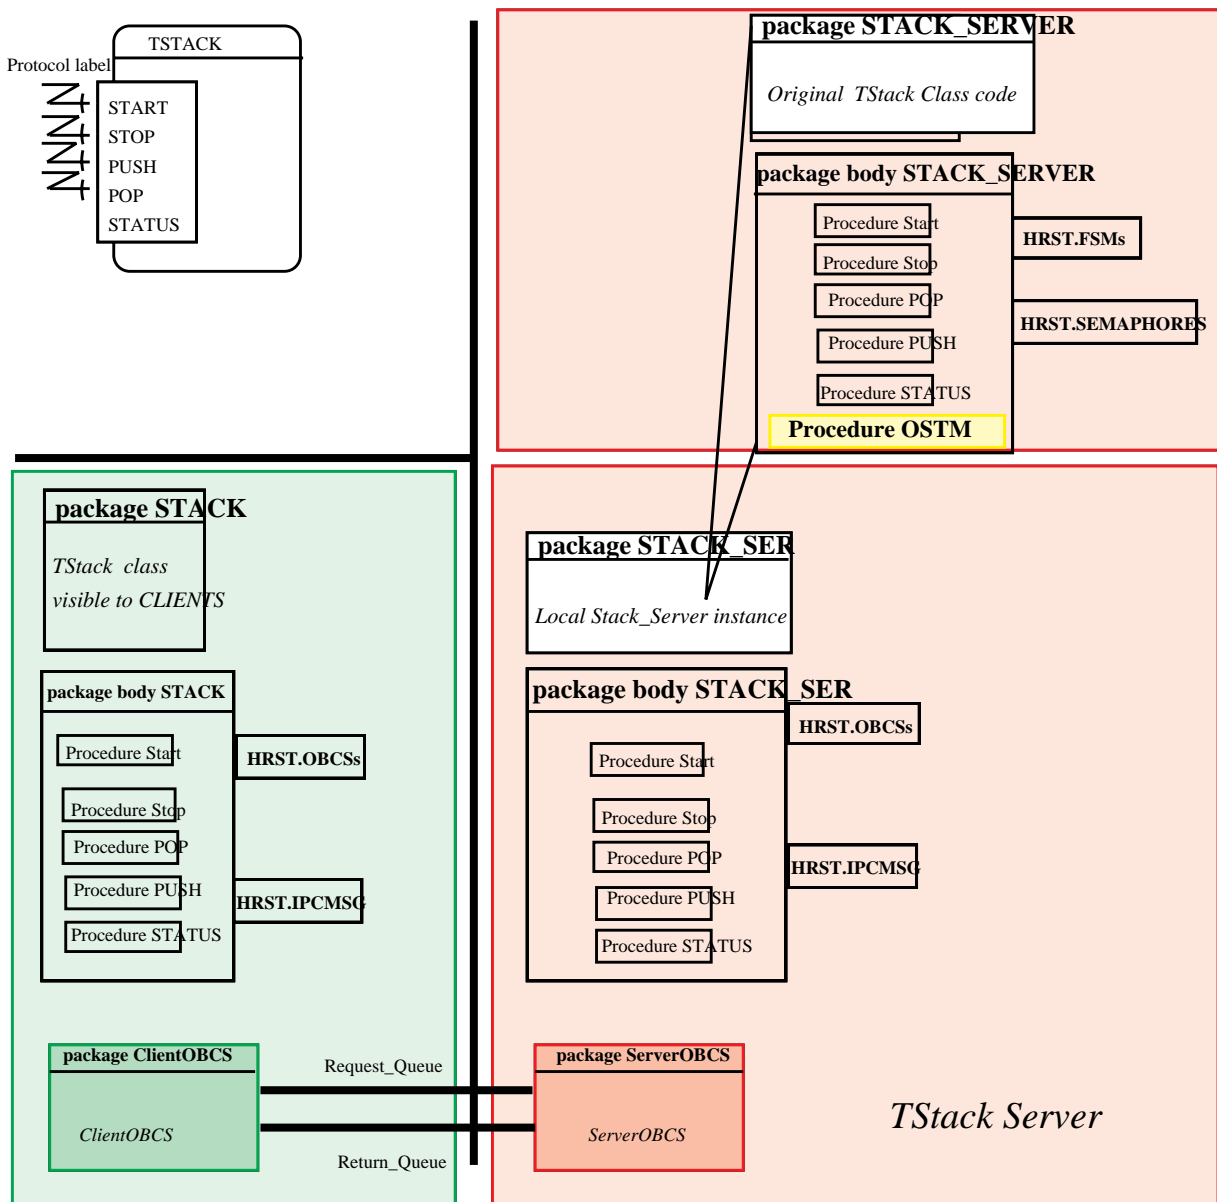 TSTACK
Protocol label
START
STOP
PUSH
POP
STATUS
package STACK_SERVER
Original TStack Class code
package body STACK_SERVER
Procedure Start
Procedure Stop
Procedure POP
Procedure PUSH
Procedure STATUS
Procedure OSTM
HRST.FSMs
HRST.SEMAPHORES
package STACK
TStack class
visible to CLIENTS
package body STACK
Procedure Start
Procedure Stop
Procedure POP
Procedure PUSH
Procedure STATUS
HRST.OBCSs
HRST.IPCMSG
package STACK_SER
Local Stack_Server instance
package body STACK_SER
Procedure Start
Procedure Stop
Procedure POP
Procedure PUSH
Procedure STATUS
HRST.OBCSs
HRST.IPCMSG
package ClientOBCS
ClientOBCS
Request_Queue
Return_Queue
package ServerOBCS
ServerOBCS
TStack Server